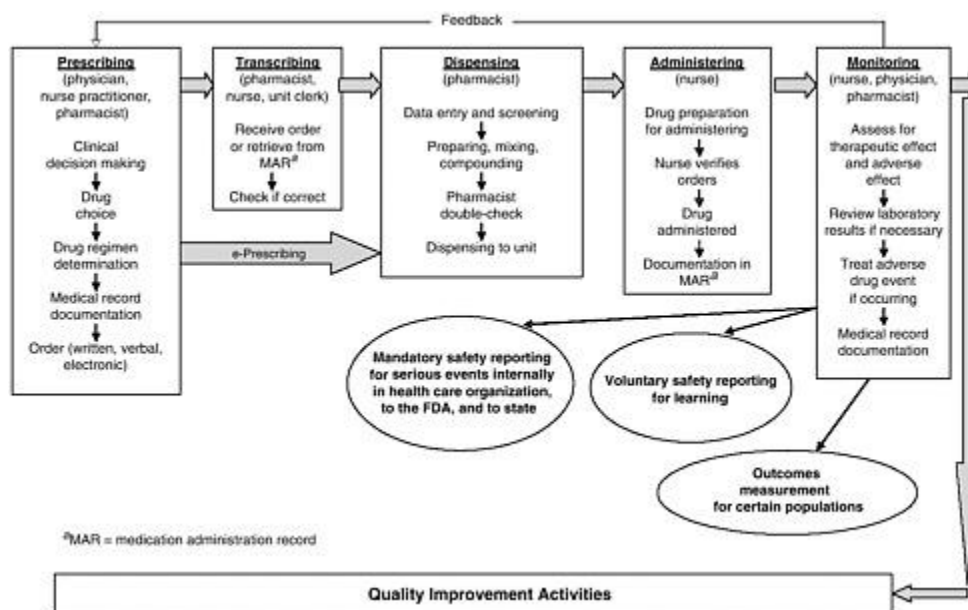 Feedback
Prescribing
(physician,
nurse practitioner,
pharmacist)
Clinical
decision making
Drug
choice
Drug regimen
determination
Medical record
documentation
Order (written, verbal,
electronic)
Transcribing
(pharmacist,
nurse, unit clerk)
Receive order
or retrieve from
MARa
Check if correct
e-Prescribing
Dispensing
(pharmacist)
Data entry and screening
Preparing, mixing,
compounding
Pharmacist
double-check
Dispensing to unit
Administering
(nurse)
Drug preparation
for administering
Nurse verifies
orders
Drug
administered
Documentation in
MARa
Monitoring
(nurse, physician,
pharmacist)
Assess for
therapeutic effect
and adverse
effect
Review laboratory
results if necessary
Treat adverse
drug event
if occurring
Medical record
documentation
Mandatory safety reporting
for serious events internally
in health care organization,
to the FDA, and to state
Voluntary safety reporting
for learning
Outcomes
measurement
for certain populations
aMAR = medication administration record
Quality Improvement Activities